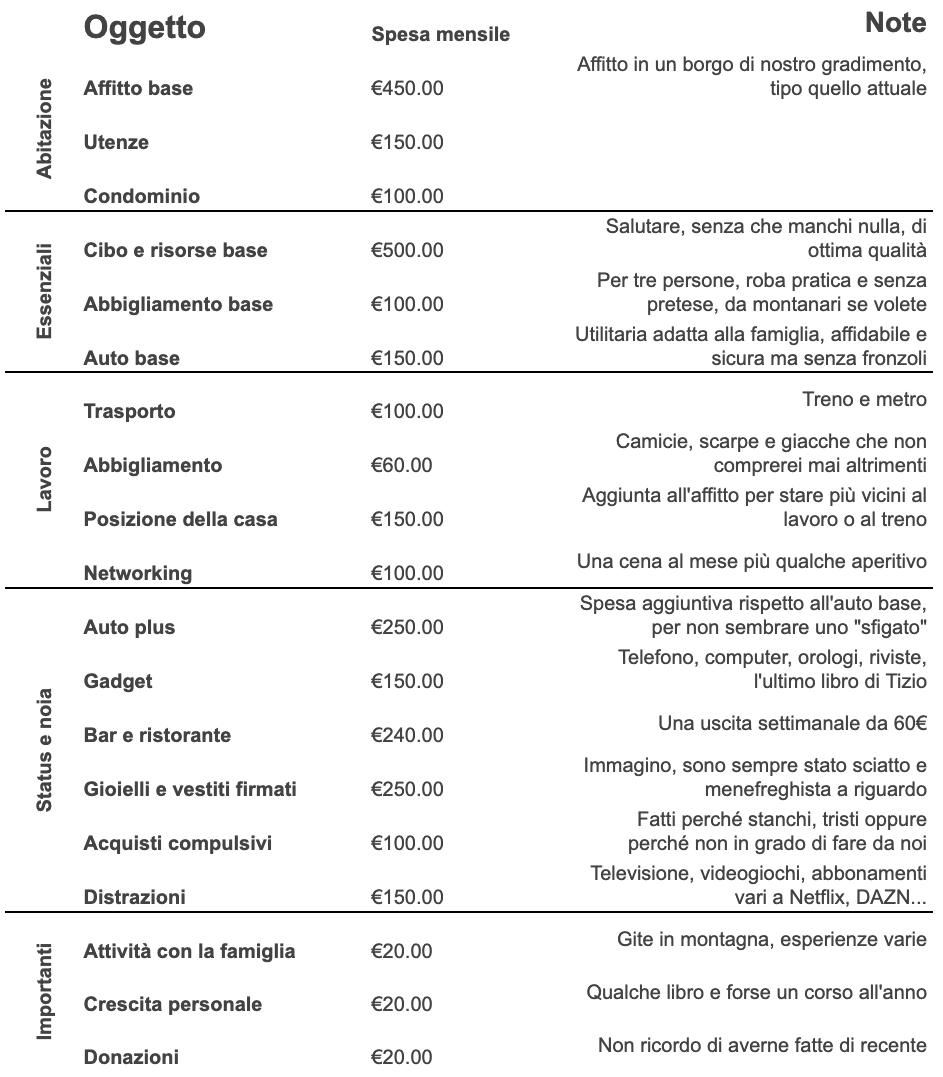 Oggetto Spesa mensile Note
Abitazione
Affitto base €450.00 Affitto in un borgo di nostro gradimento,
tipo quello attuale
Utenze €150.00
Condominio €100.00
Essenziali
Cibo e risorse base €500.00 Salutare, senza che manchi nulla, di
ottima qualità
Abbigliamento base €100.00 Per tre persone, roba pratica e senza
pretese, da montanari se volete
Auto base €150.00 Utilitaria adatta alla famiglia, affidabile e
sicura ma senza fronzoli
Lavoro
Trasporto €100.00 Treno e metro
Abbigliamento €60.00 Camicie, scarpe e giacche che non
comprerei mai altrimenti
Posizione della casa €150.00 Aggiunta all'affitto per stare più vicini al
lavoro o al treno
Networking €100.00 Una cena al mese più qualche aperitivo
Status e noia
Auto plus €250.00 Spesa aggiuntiva rispetto all'auto base,
per non sembrare uno "sfigato"
Gadget €150.00 Telefono, computer, orologi, riviste,
l'ultimo libro di Tizio
Bar e ristorante €240.00 Una uscita settimanale da 60€
Gioielli e vestiti firmati €250.00 Immagino, sono sempre stato sciatto e
menefreghista a riguardo
Acquisti compulsivi €100.00 Fatti perché stanchi, tristi oppure
perché non in grado di fare da noi
Distrazioni €150.00 Televisione, videogiochi, abbonamenti
vari a Netflix, DAZN...
Importanti
Attività con la famiglia €20.00 Gite in montagna, esperienze varie
Crescita personale €20.00 Qualche libro e forse un corso all'anno
Donazioni €20.00 Non ricordo di averne fatte di recente